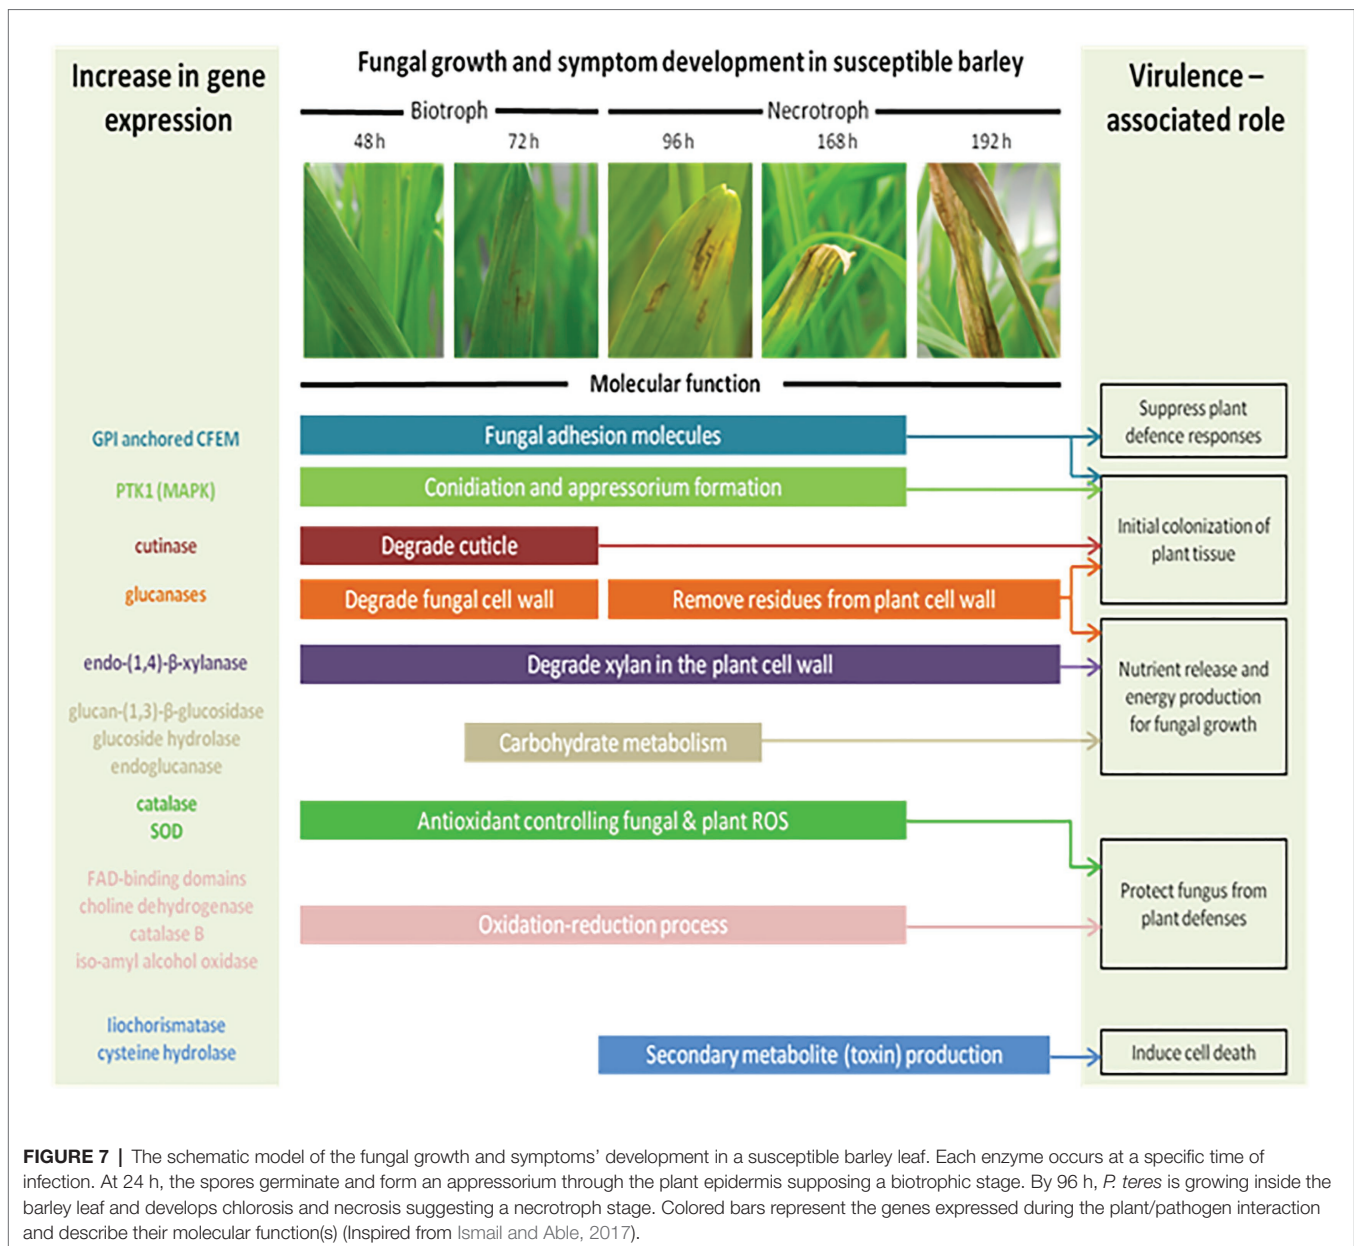 Increase in gene
expression
Fungal growth and symptom development in susceptible barley
Virulence –
associated role
Biotroph
Necrotroph
48 h
72 h
96 h
168 h
192 h
Molecular function
GPI anchored CFEM
Fungal adhesion molecules
Suppress plant
defence responses
PTK1 (MAPK)
Conidiation and appressorium formation
Initial colonization of
plant tissue
cutinase
Degrade cuticle
glucanases
Degrade fungal cell wall
Remove residues from plant cell wall
endo-(1,4)-β-xylanase
Degrade xylan in the plant cell wall
Nutrient release and
energy production
for fungal growth
glucan-(1,3)-β-glucosidase
glucoside hydrolase
endoglucanase
Carbohydrate metabolism
catalase
SOD
Antioxidant controlling fungal & plant ROS
Protect fungus from
plant defenses
FAD-binding domains
choline dehydrogenase
catalase B
iso-amyl alcohol oxidase
Oxidation-reduction process
Iiochorismatase
cysteine hydrolase
Secondary metabolite (toxin) production
Induce cell death
FIGURE 7 | The schematic model of the fungal growth and symptoms’ development in a susceptible barley leaf. Each enzyme occurs at a specific time of
infection. At 24 h, the spores germinate and form an appressorium through the plant epidermis supposing a biotrophic stage. By 96 h, P. teres is growing inside the
barley leaf and develops chlorosis and necrosis suggesting a necrotroph stage. Colored bars represent the genes expressed during the plant/pathogen interaction
and describe their molecular function(s) (Inspired from Ismail and Able, 2017).